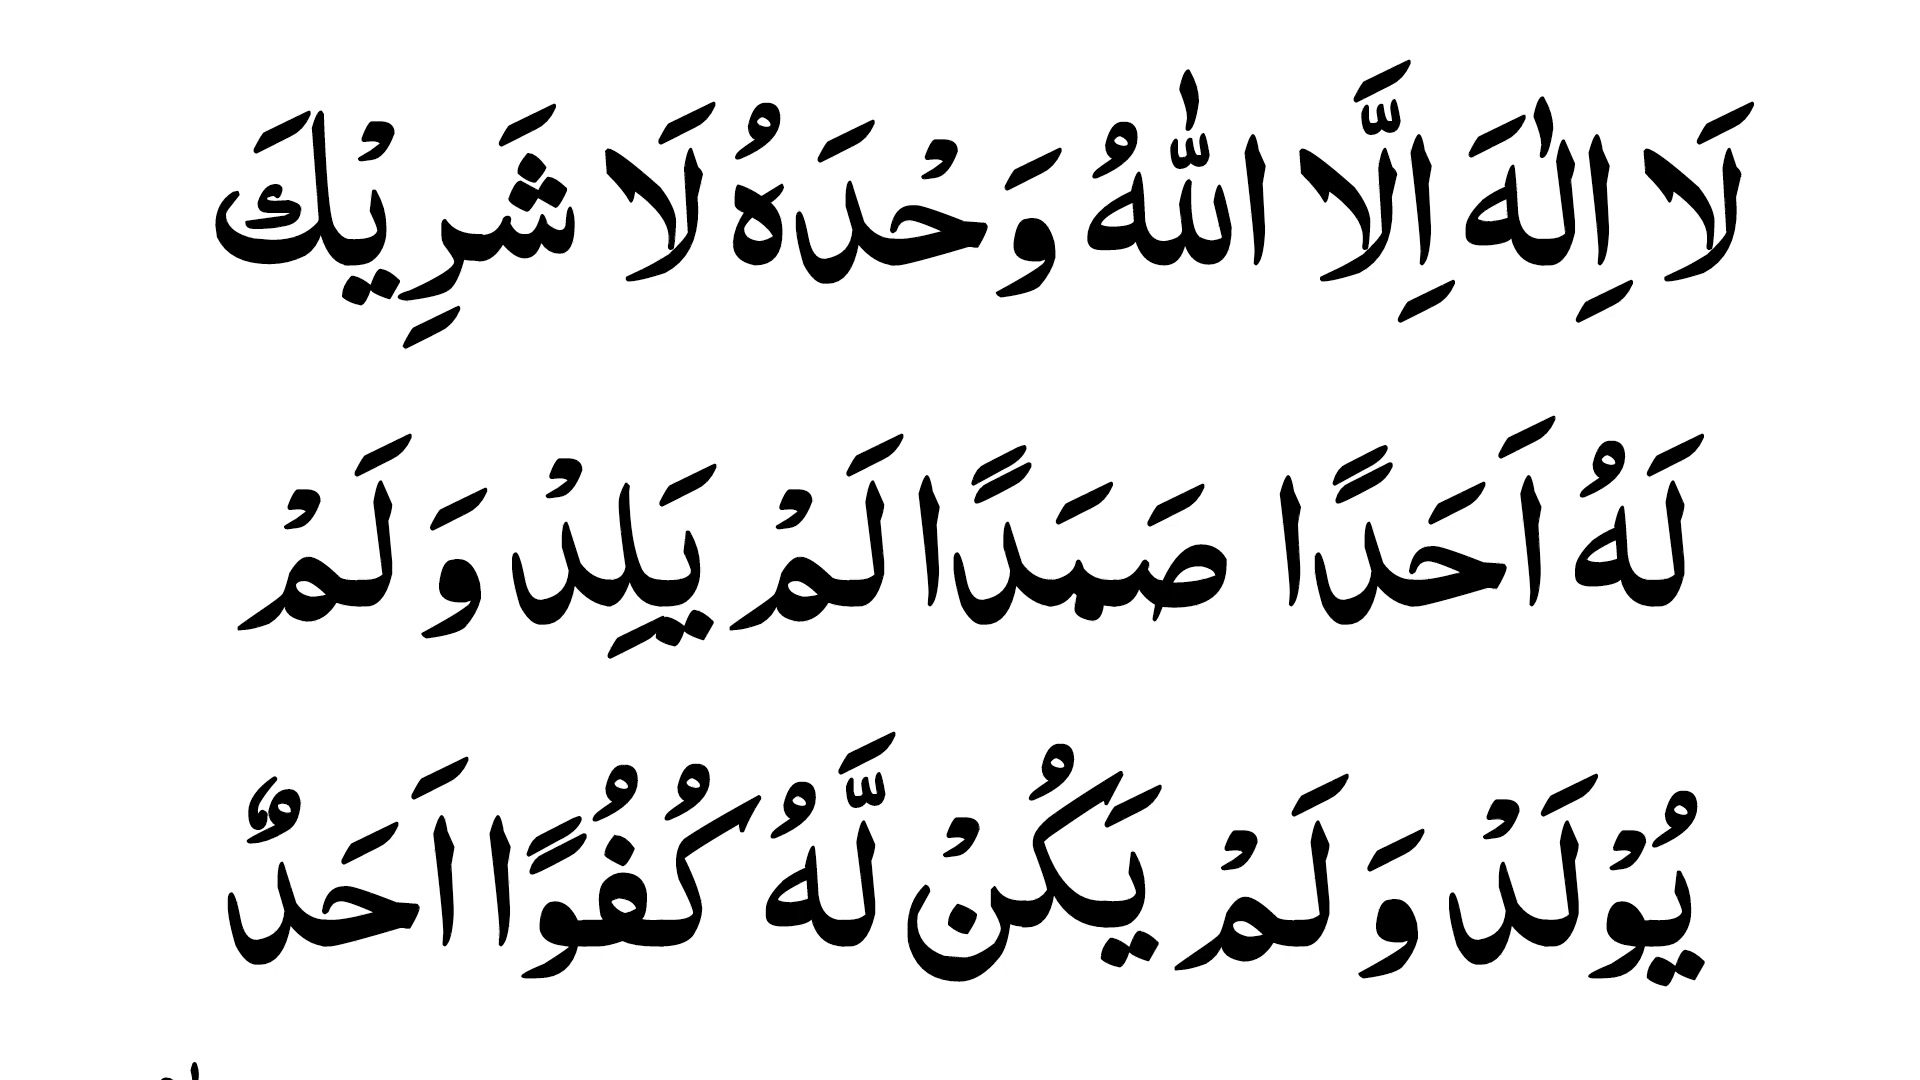 لَا اِلٰهَ اِلَّا اللّٰهُ وَحْدَهُ لَا شَرِيْكَ
لَهُ اَحَدًا صَمَدًا لَمْ يَلِدْ وَلَمْ
يُوْلَدْ وَلَمْ يَكُنْ لَّهُ كُفُوًا اَحَدٌ